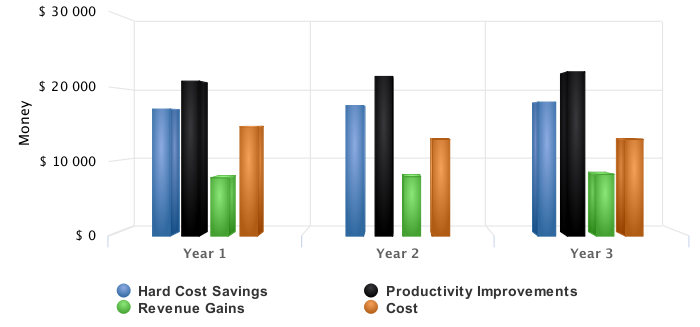 $ 30 000
$ 20 000
$ 10 000
$ 0
Money
Year 1 Year 2 Year 3
Hard Cost Savings Productivity Improvements
Revenue Gains Cost